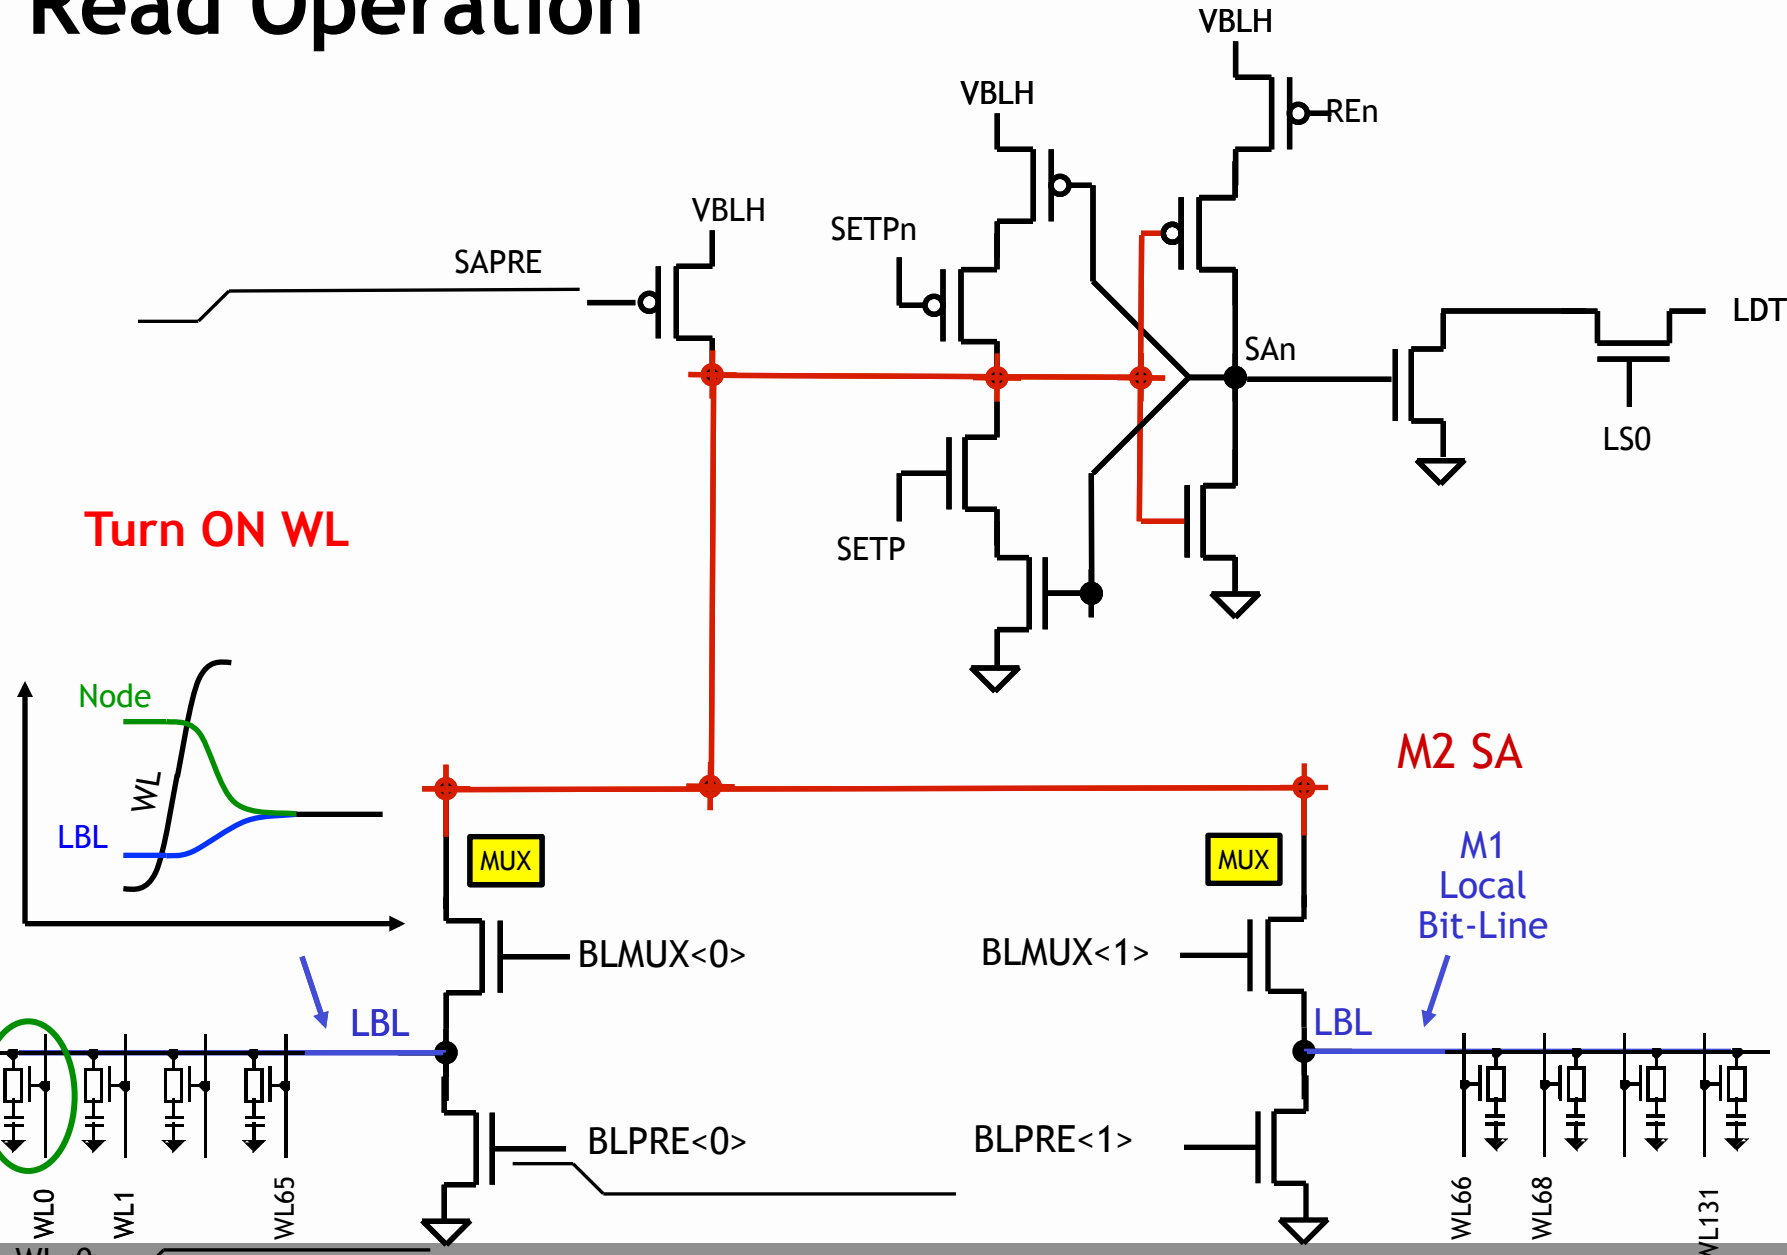 Read Operation
VBLH
VBLH
REn
VBLH
SETPn
SAPRE
LDT
SAn
LS0
Turn ON WL
SETP
Node
WL
LBL
M2 SA
MUX
MUX
M1
Local
Bit-Line
BLMUX<0>
BLMUX<1>
LBL
LBL
BLPRE<0>
BLPRE<1>
WL0
WL1
WL65
WL66
WL68
WL131